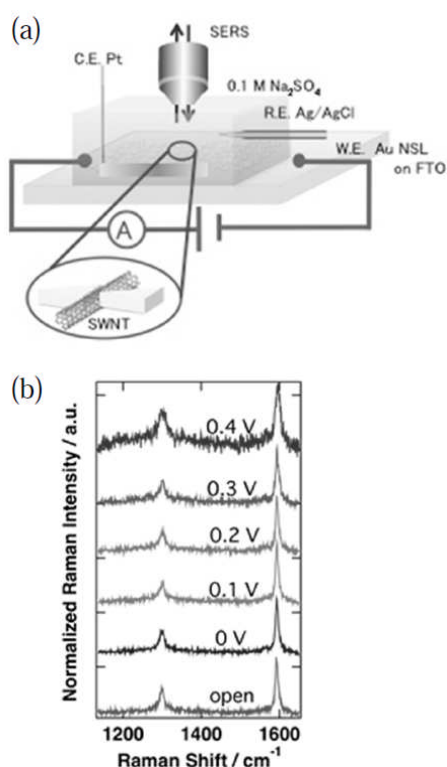 (a)
SERS
C.E. Pt
0.1 M Na₂SO₄
R.E. Ag/AgCl
W.E. Au NSL
on FTO
A
SWNT
(b)
Normalized Raman Intensity / a.u.
0.4 V
0.3 V
0.2 V
0.1 V
0 V
open
1200 1400 1600
Raman Shift / cm⁻¹